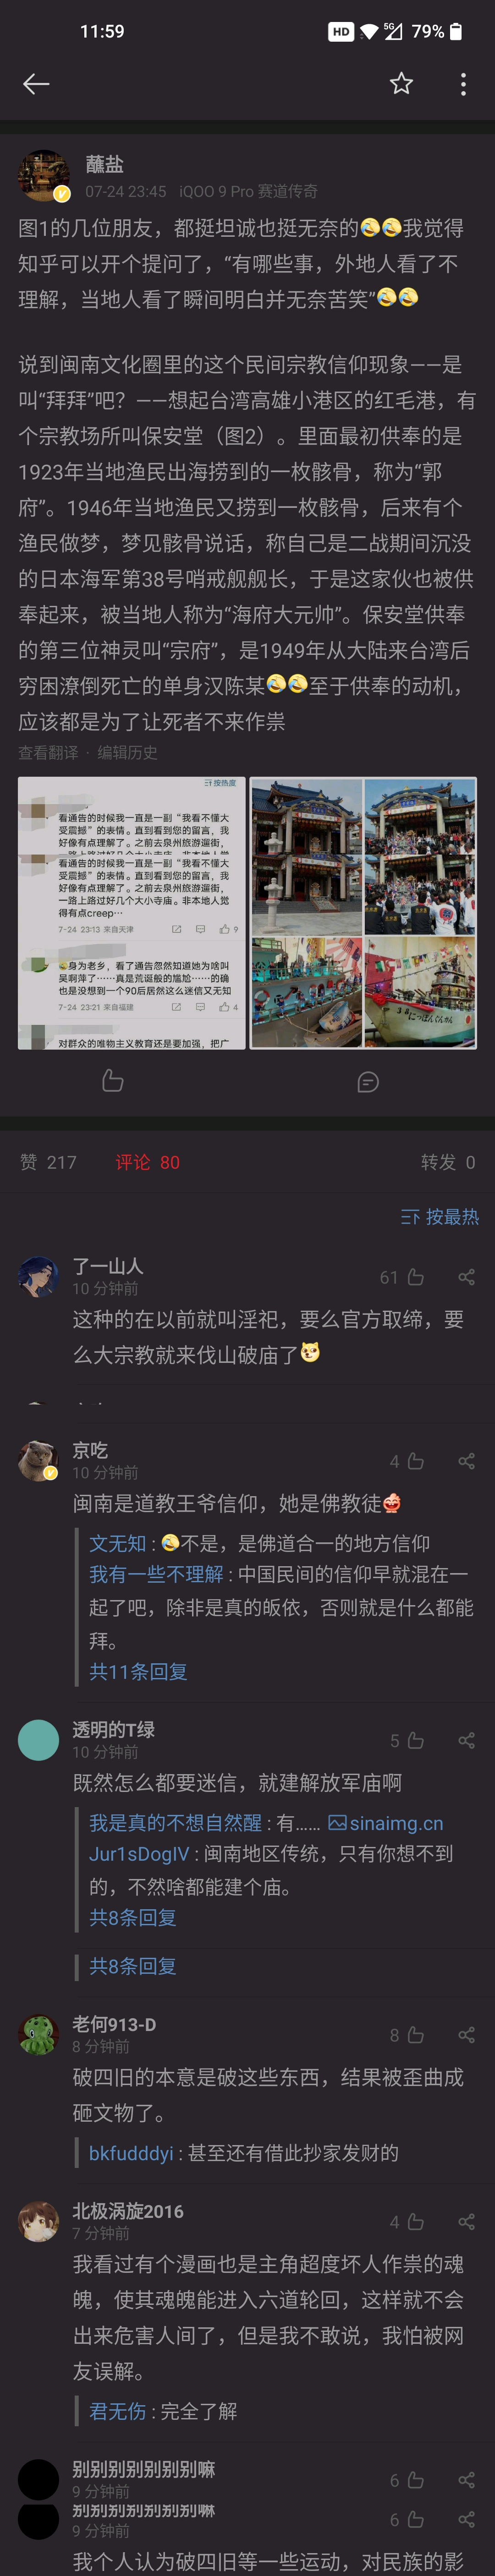 11:59
HD 5G 79%
蘸盐
07-24 23:45 iQOO 9 Pro 赛道传奇
图1的几位朋友，都挺坦诚也挺无奈的🤣🤣我觉得
知乎可以开个提问了，“有哪些事，外地人看了不
理解，当地人看了瞬间明白并无奈苦笑”🤣🤣
说到闽南文化圈里的这个民间宗教信仰现象——是
叫“拜拜”吧？——想起台湾高雄小港区的红毛港，有
个宗教场所叫保安堂（图2）。里面最初供奉的是
1923年当地渔民出海捞到的一枚骸骨，称为“郭
府”。1946年当地渔民又捞到一枚骸骨，后来有个
渔民做梦，梦见骸骨说话，称自己是二战期间沉没
的日本海军第38号哨戒舰舰长，于是这家伙也被供
奉起来，被当地人称为“海府大元帅”。保安堂供奉
的第三位神灵叫“宗府”，是1949年从大陆来台湾后
穷困潦倒死亡的单身汉陈某🤣🤣至于供奉的动机，
应该都是为了让死者不来作祟
查看翻译 · 编辑历史
按热度
看通告的时候我一直是一副“我看不懂大
受震撼”的表情。直到看到您的留言，我
好像有点理解了。之前去泉州旅游遛街，
看通告的时候我一直是一副“我看不懂大
受震撼”的表情。直到看到您的留言，我
好像有点理解了。之前去泉州旅游遛街，
一路上路过好几个大小寺庙。非本地人觉
得有点creep…
7-24 23:13 来自天津 9
🤣身为老乡，看了通告忽然知道她为啥叫
吴啊萍了……真是荒诞般的尴尬……的确
也是没想到一个90后居然这么迷信又无知
7-24 23:21 来自福建 4
对群众的唯物主义教育还是要加强，把广
38にっぽんぐんかん
赞 217 评论 80 转发 0
按最热
了一山人
10 分钟前 61
这种的在以前就叫淫祀，要么官方取缔，要
么大宗教就来伐山破庙了
京吃
10 分钟前 4
闽南是道教王爷信仰，她是佛教徒
文无知 : 🤣不是，是佛道合一的地方信仰
我有一些不理解 : 中国民间的信仰早就混在一
起了吧，除非是真的皈依，否则就是什么都能
拜。
共11条回复
透明的T绿
10 分钟前 5
既然怎么都要迷信，就建解放军庙啊
我是真的不想自然醒 : 有…… sinaimg.cn
Jur1sDogIV : 闽南地区传统，只有你想不到
的，不然啥都能建个庙。
共8条回复
共8条回复
老何913-D
8 分钟前 8
破四旧的本意是破这些东西，结果被歪曲成
砸文物了。
bkfudddyi : 甚至还有借此抄家发财的
北极涡旋2016
7 分钟前 4
我看过有个漫画也是主角超度坏人作祟的魂
魄，使其魂魄能进入六道轮回，这样就不会
出来危害人间了，但是我不敢说，我怕被网
友误解。
君无伤 : 完全了解
别别别别别别别嘛
9 分钟前 6
别别别别别别别嘛
9 分钟前 6
我个人认为破四旧等一些运动，对民族的影